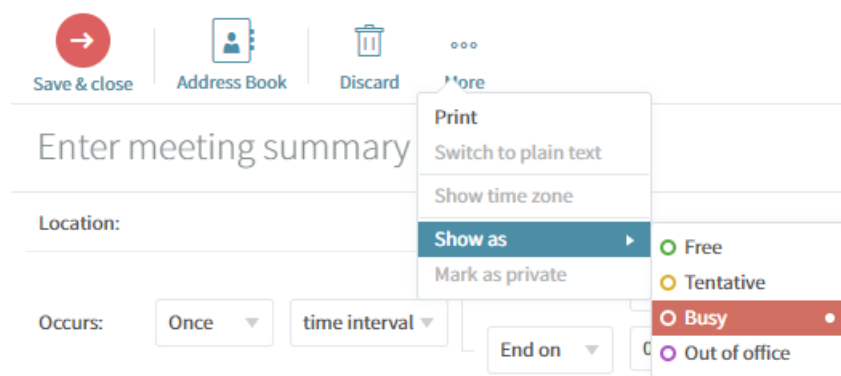 Save & close
Address Book
Discard
More
Print
Enter meeting summary
Switch to plain text
Show time zone
Location:
Show as
Free
Mark as private
Tentative
Occurs:
Once
time interval
Busy
End on
Out of office